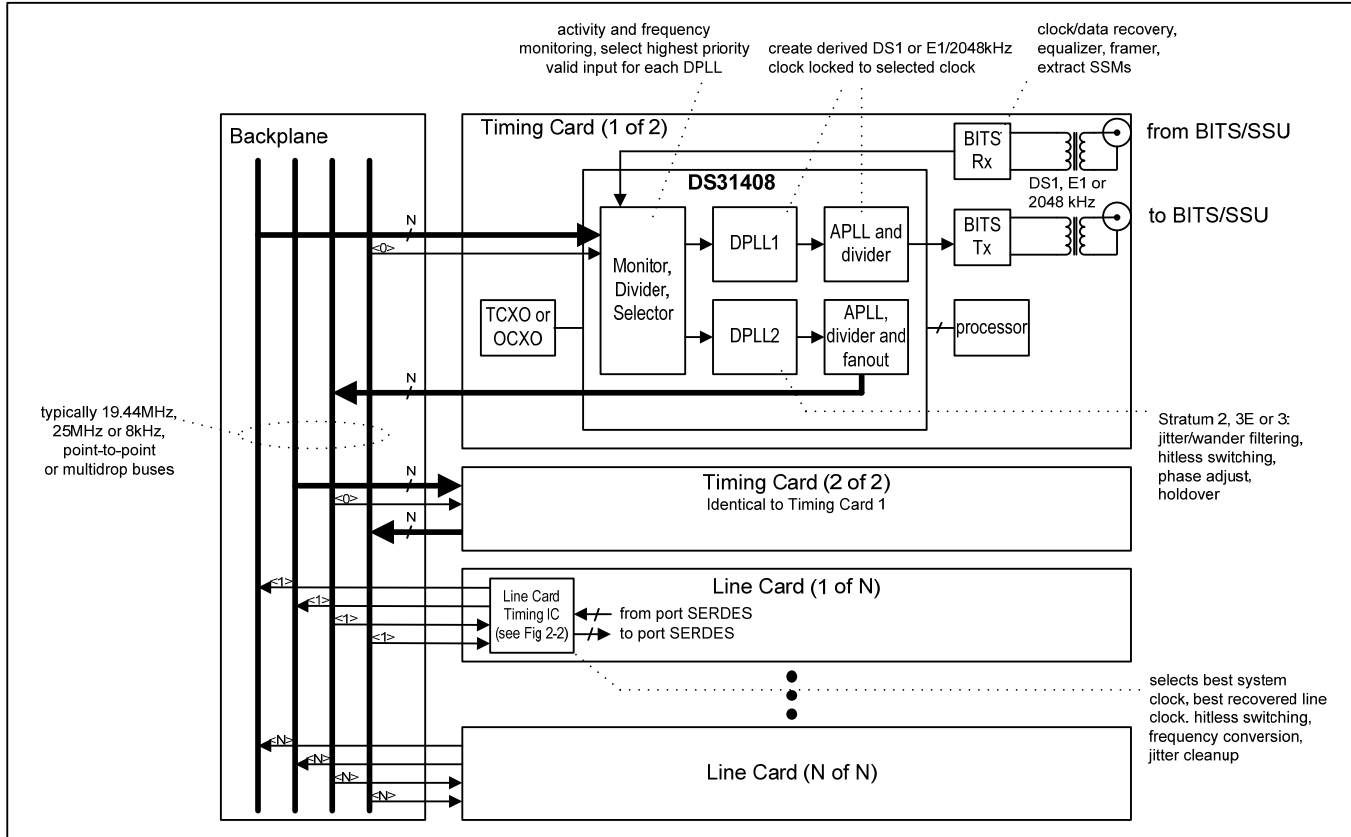 activity and frequency
monitoring, select highest priority
valid input for each DPLL
create derived DS1 or E1/2048kHz
clock locked to selected clock
clock/data recovery,
equalizer, framer,
extract SSMs
Backplane
Timing Card (1 of 2)
BITS
Rx
from BITS/SSU
DS31408
DS1, E1 or
2048 kHz
to BITS/SSU
N
<0>
Monitor,
Divider,
Selector
DPLL1
APLL and
divider
BITS
Tx
TCXO or
OCXO
DPLL2
APLL,
divider and
fanout
processor
N
typically 19.44MHz,
25MHz or 8kHz,
point-to-point
or multidrop buses
Stratum 2, 3E or 3:
jitter/wander filtering,
hitless switching,
phase adjust,
holdover
N
<0>
N
Timing Card (2 of 2)
Identical to Timing Card 1
<1>
<1>
<1>
<1>
Line Card
Timing IC
(see Fig 2-2)
Line Card (1 of N)
from port SERDES
to port SERDES
selects best system
clock, best recovered line
clock. hitless switching,
frequency conversion,
jitter cleanup
<N>
<N>
<N>
<N>
Line Card (N of N)